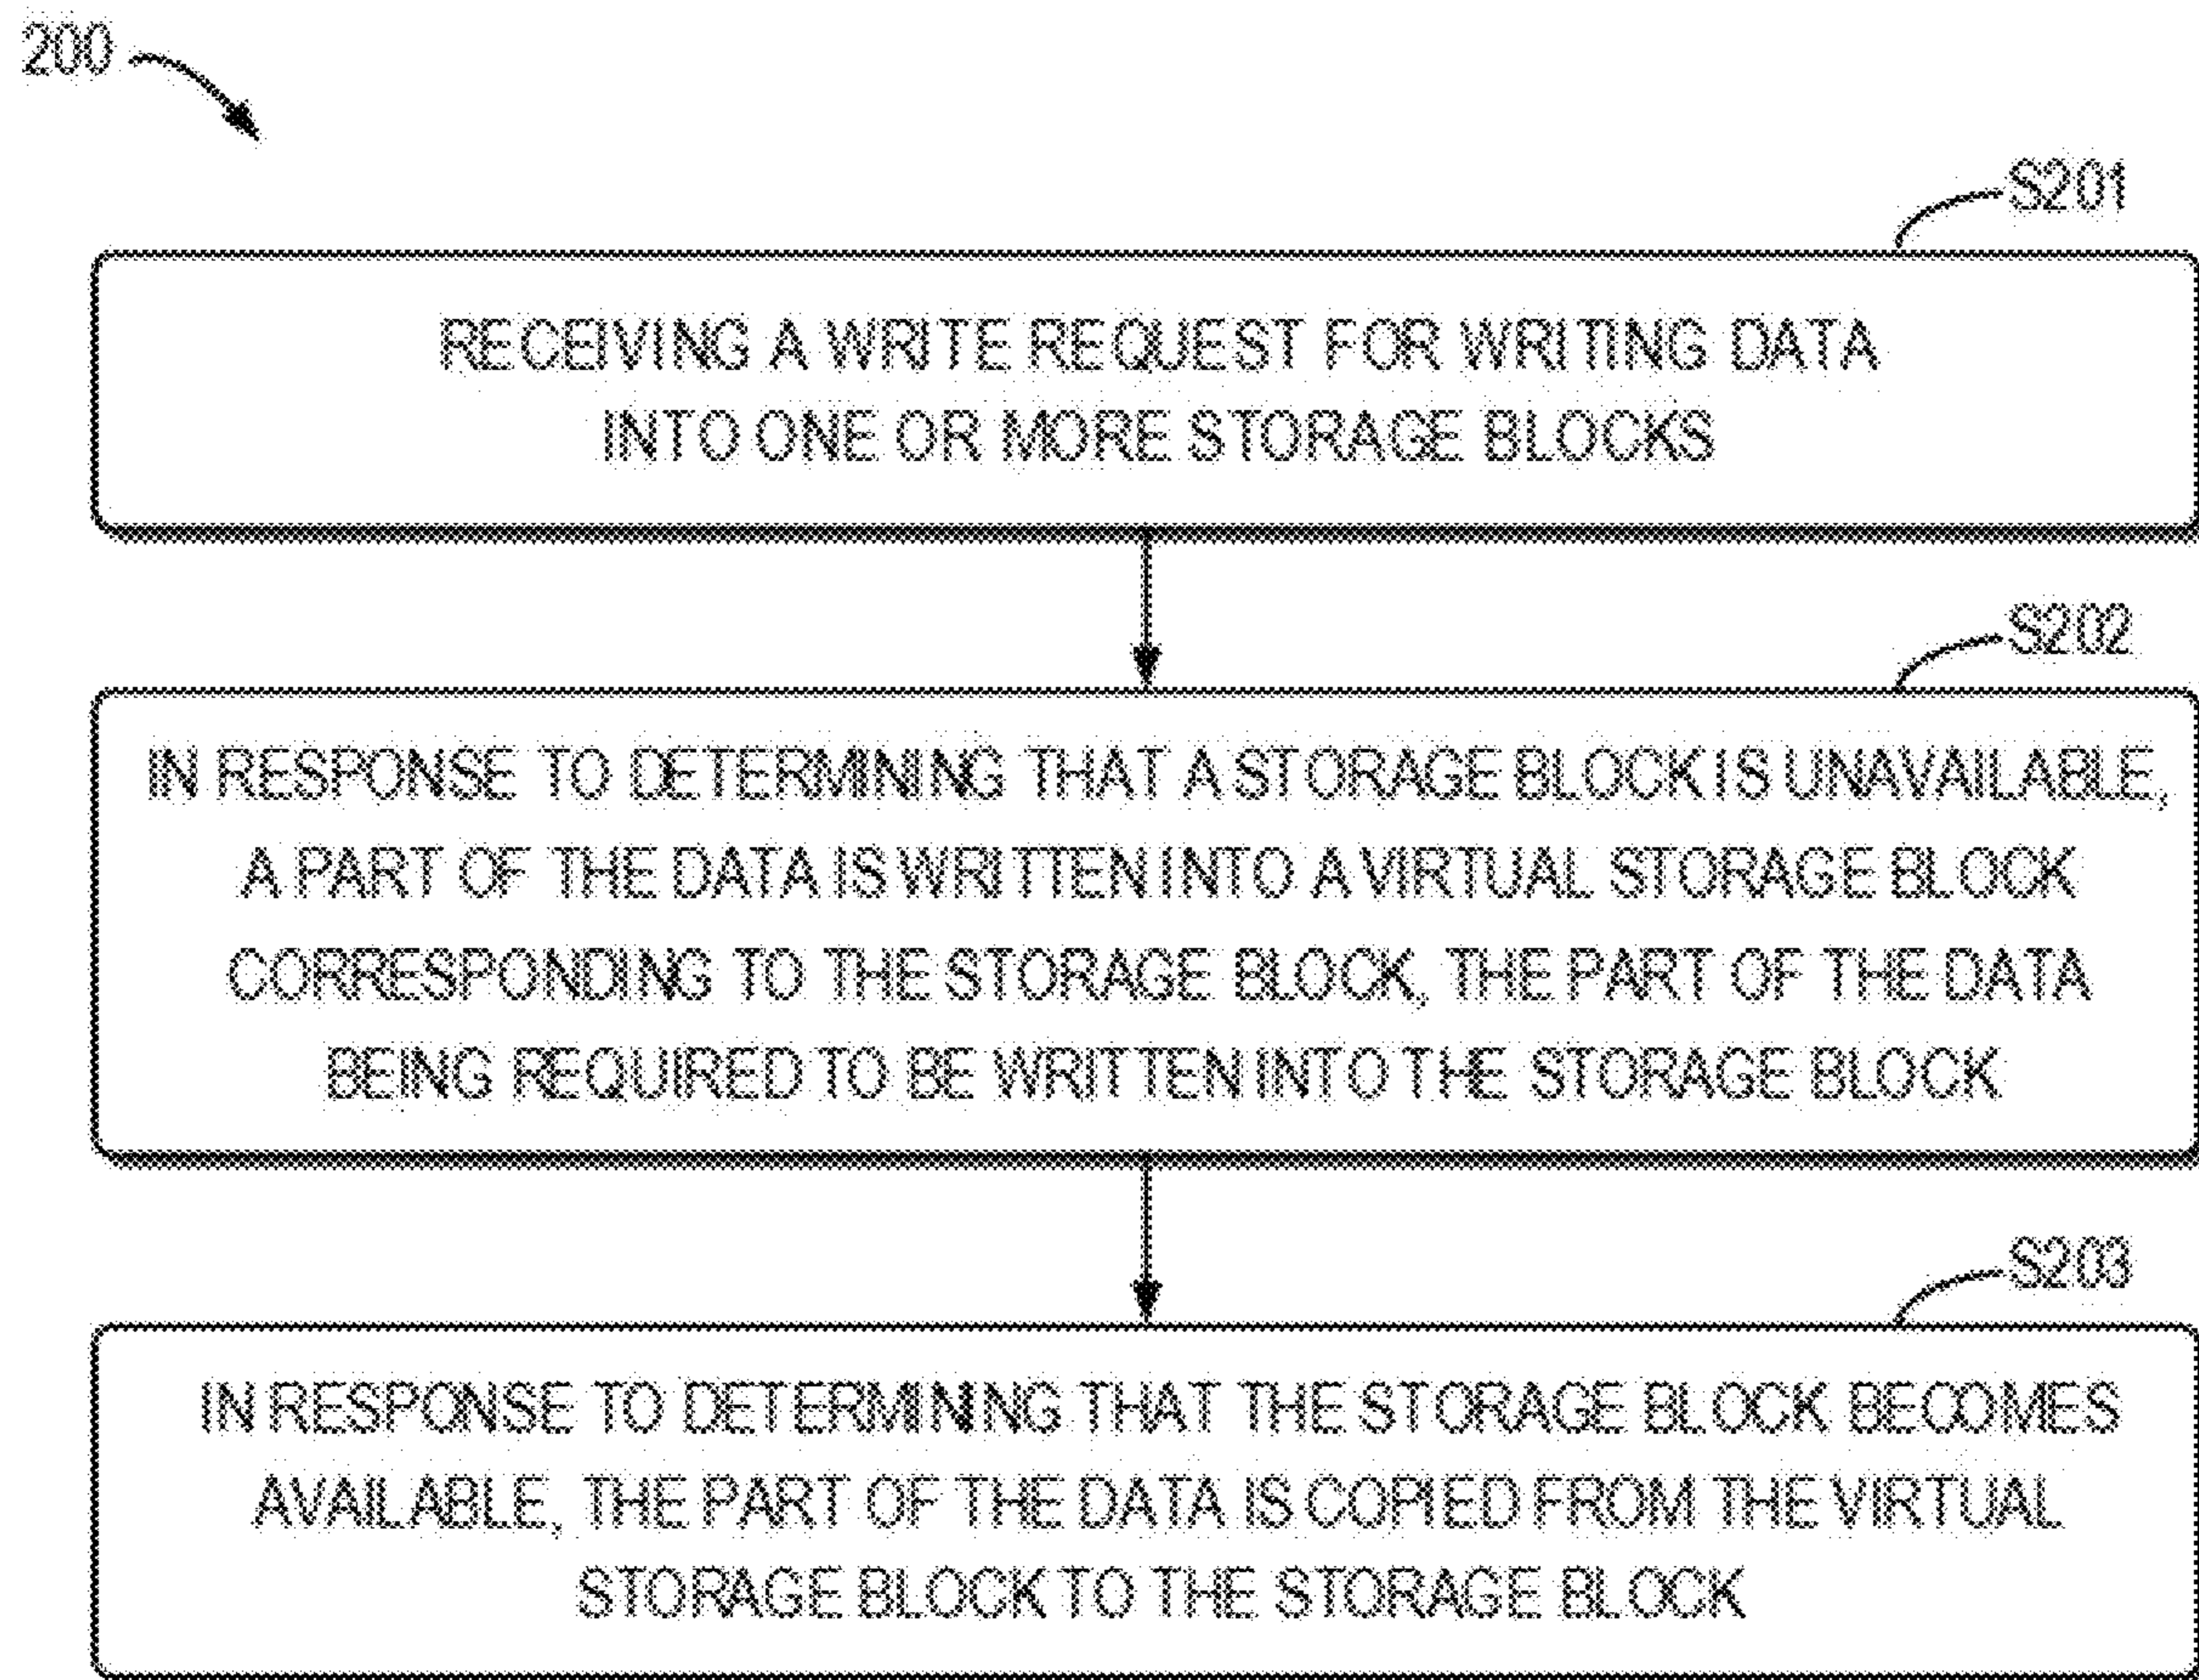 200
S201
RECEIVING A WRITE REQUEST FOR WRITING DATA
INTO ONE OR MORE STORAGE BLOCKS
S202
IN RESPONSE TO DETERMINING THAT A STORAGE BLOCK IS UNAVAILABLE,
A PART OF THE DATA IS WRITTEN INTO A VIRTUAL STORAGE BLOCK
CORRESPONDING TO THE STORAGE BLOCK, THE PART OF THE DATA
BEING REQUIRED TO BE WRITTEN INTO THE STORAGE BLOCK
S203
IN RESPONSE TO DETERMINING THAT THE STORAGE BLOCK BECOMES
AVAILABLE, THE PART OF THE DATA IS COPIED FROM THE VIRTUAL
STORAGE BLOCK TO THE STORAGE BLOCK